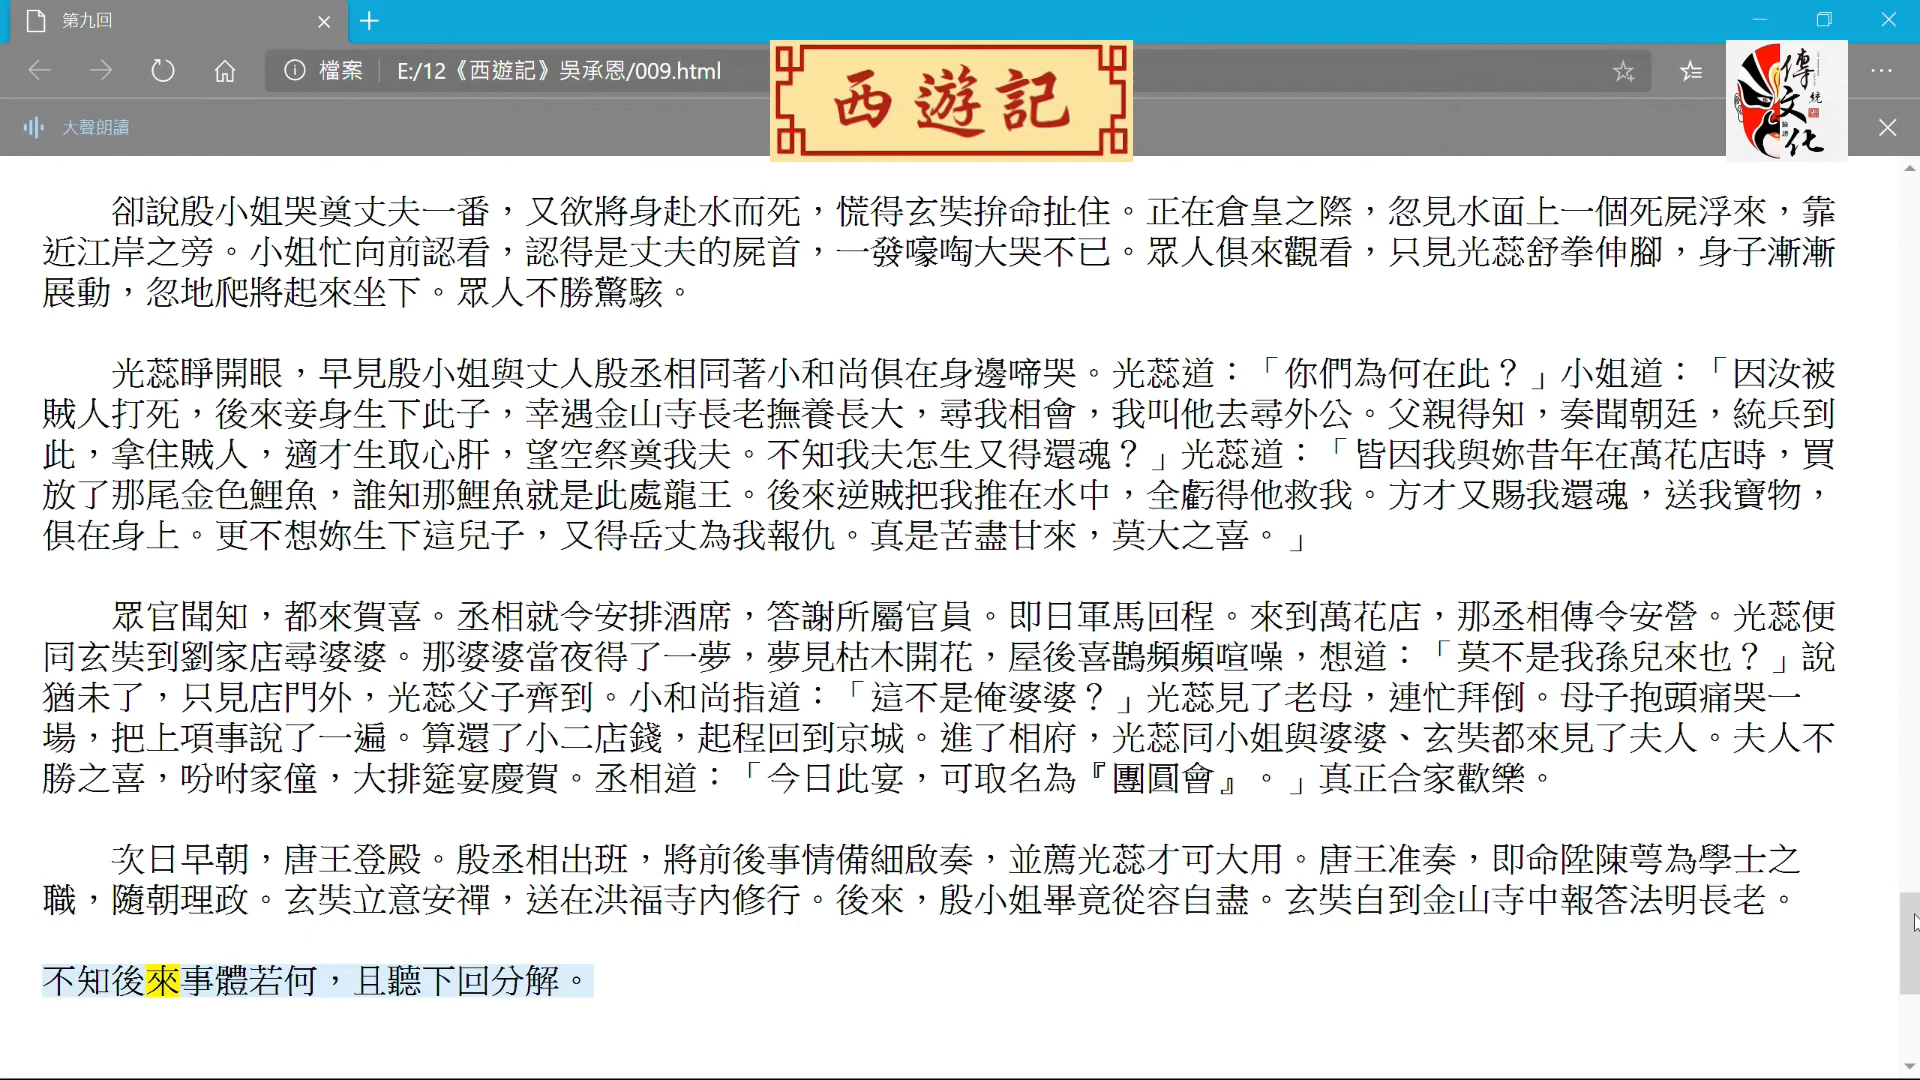 第九回
檔案
E:/12《西遊記》吳承恩/009.html
西遊記
傳統文化
大聲朗讀
卻說殷小姐哭奠丈夫一番，又欲將身赴水而死，慌得玄奘拚命扯住。正在倉皇之際，忽見水面上一個死屍浮來，靠
近江岸之旁。小姐忙向前認看，認得是丈夫的屍首，一發嚎啕大哭不已。眾人俱來觀看，只見光蕊舒拳伸腳，身子漸漸
展動，忽地爬將起來坐下。眾人不勝驚駭。
光蕊睜開眼，早見殷小姐與丈人殷丞相同著小和尚俱在身邊啼哭。光蕊道：「你們為何在此？」小姐道：「因汝被
賊人打死，後來妾身生下此子，幸遇金山寺長老撫養長大，尋我相會，我叫他去尋外公。父親得知，奏聞朝廷，統兵到
此，拿住賊人，適才生取心肝，望空祭奠我夫。不知我夫怎生又得還魂？」光蕊道：「皆因我與妳昔年在萬花店時，買
放了那尾金色鯉魚，誰知那鯉魚就是此處龍王。後來逆賊把我推在水中，全虧得他救我。方才又賜我還魂，送我寶物，
俱在身上。更不想妳生下這兒子，又得岳丈為我報仇。真是苦盡甘來，莫大之喜。」
眾官聞知，都來賀喜。丞相就令安排酒席，答謝所屬官員。即日軍馬回程。來到萬花店，那丞相傳令安營。光蕊便
同玄奘到劉家店尋婆婆。那婆婆當夜得了一夢，夢見枯木開花，屋後喜鵲頻頻喧噪，想道：「莫不是我孫兒來也？」說
猶未了，只見店門外，光蕊父子齊到。小和尚指道：「這不是俺婆婆？」光蕊見了老母，連忙拜倒。母子抱頭痛哭一
場，把上項事說了一遍。算還了小二店錢，起程回到京城。進了相府，光蕊同小姐與婆婆、玄奘都來見了夫人。夫人不
勝之喜，吩咐家僮，大排筵宴慶賀。丞相道：「今日此宴，可取名為『團圓會』。」真正合家歡樂。
次日早朝，唐王登殿。殷丞相出班，將前後事情備細啟奏，並薦光蕊才可大用。唐王准奏，即命陞陳萼為學士之
職，隨朝理政。玄奘立意安禪，送在洪福寺內修行。後來，殷小姐畢竟從容自盡。玄奘自到金山寺中報答法明長老。
不知後來事體若何，且聽下回分解。